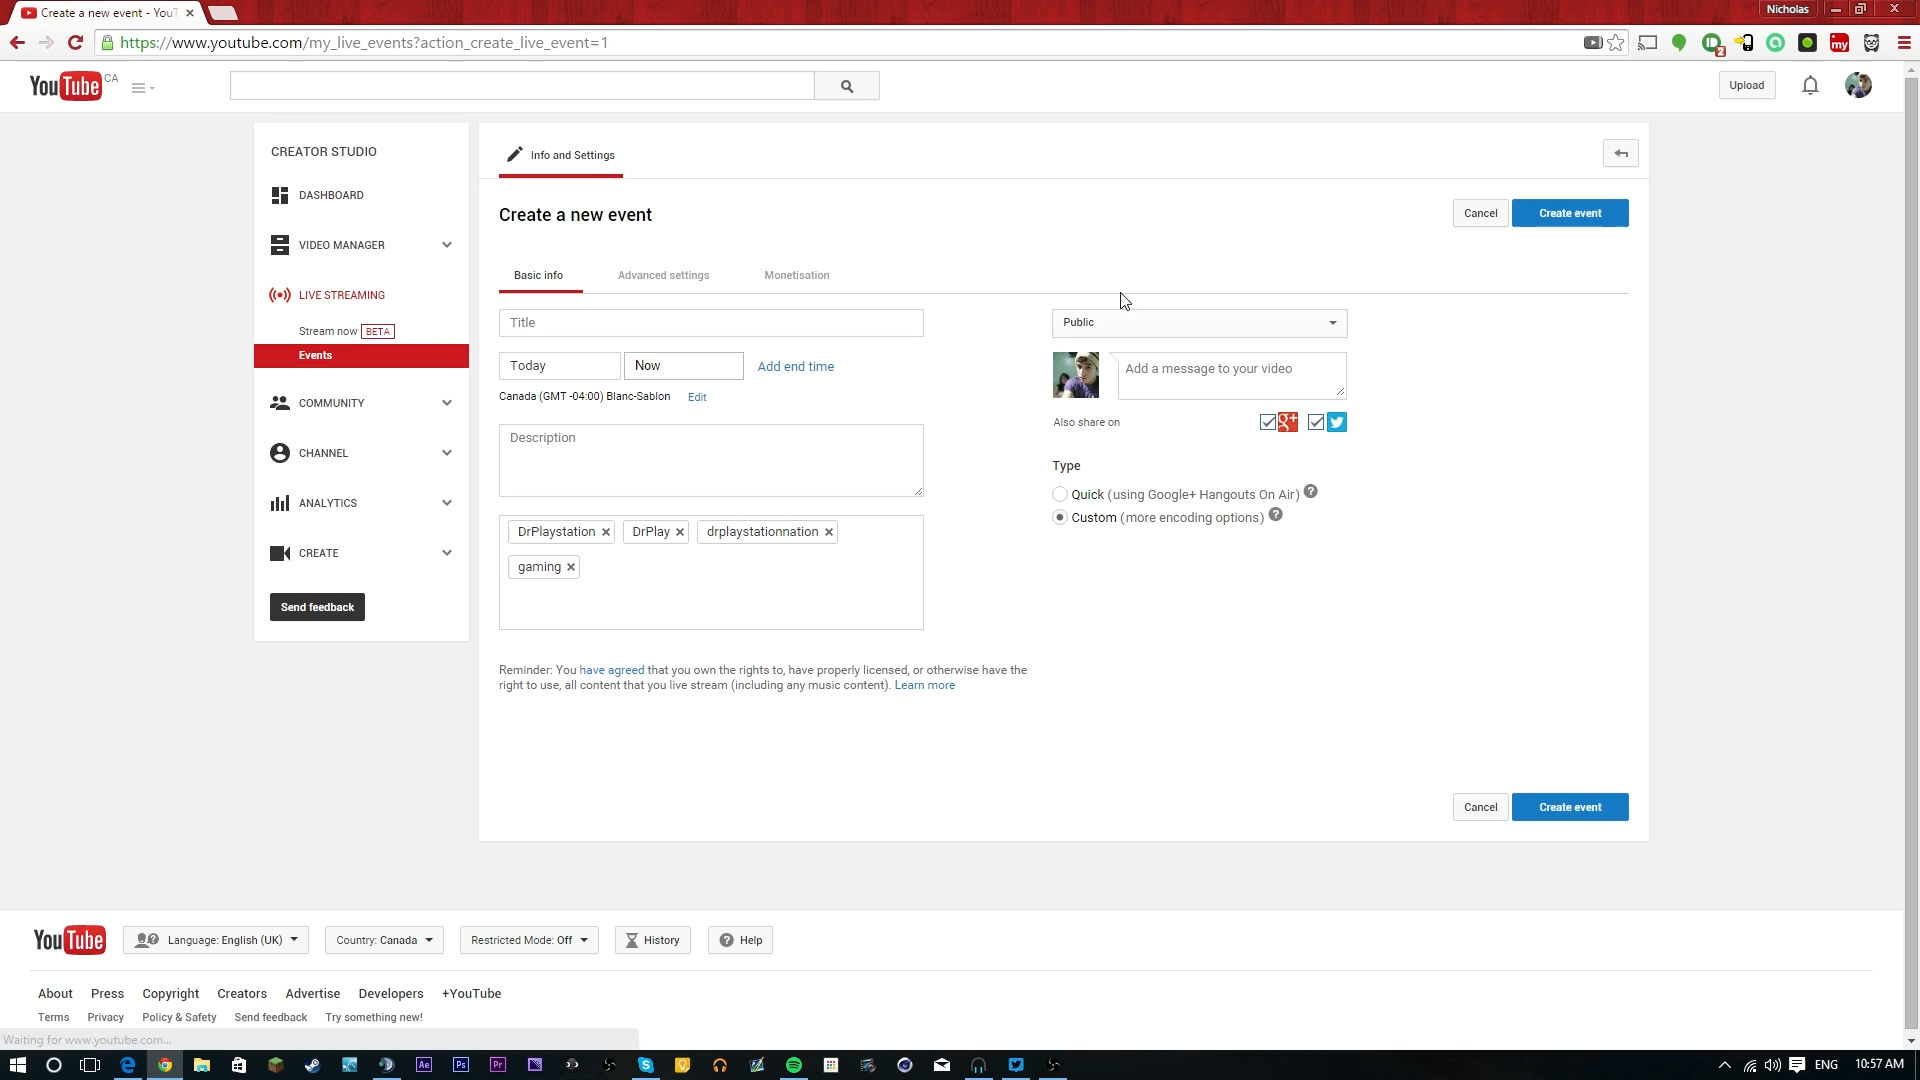 Create a new event - YouT
Nicholas
https://www.youtube.com/my_live_events?action_create_live_event=1
2
my
YouTube CA
Upload
CREATOR STUDIO
DASHBOARD
VIDEO MANAGER
LIVE STREAMING
Stream now BETA
Events
COMMUNITY
CHANNEL
ANALYTICS
CREATE
Send feedback
Info and Settings
Create a new event
Cancel
Create event
Basic info
Advanced settings
Monetisation
Title
Today
Now
Add end time
Canada (GMT -04:00) Blanc-Sablon
Edit
Description
DrPlaystation
DrPlay
drplaystationnation
gaming
Reminder: You have agreed that you own the rights to, have properly licensed, or otherwise have the
right to use, all content that you live stream (including any music content). Learn more
Public
Add a message to your video
Also share on
g+
Type
Quick (using Google+ Hangouts On Air)
?
Custom (more encoding options)
?
Cancel
Create event
YouTube
Language: English (UK)
Country: Canada
Restricted Mode: Off
History
Help
About Press Copyright Creators Advertise Developers +YouTube
Terms Privacy Policy & Safety Send feedback Try something new!
Waiting for www.youtube.com...
Ae
Ps
Pr
ENG
10:57 AM